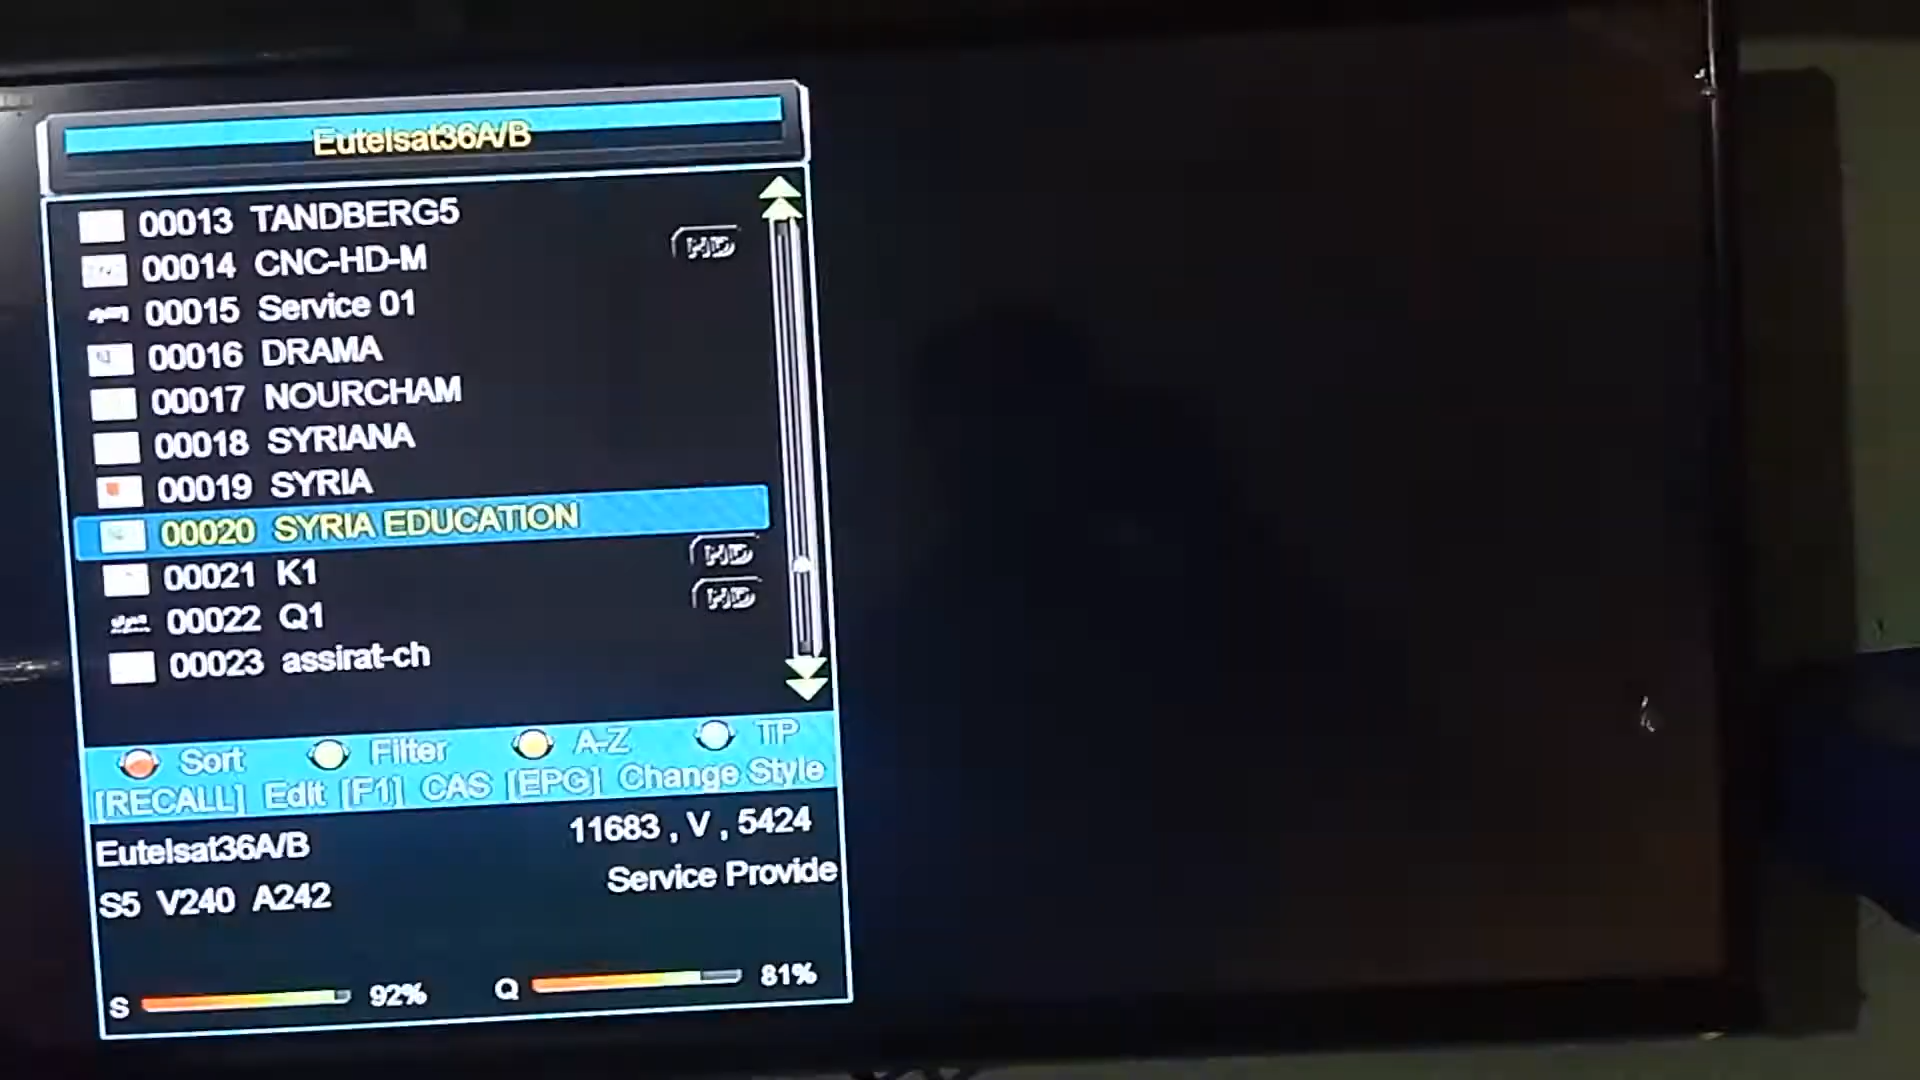 Eutelsat36A/B
00013 TANDBERG5
00014 CNC-HD-M HD
00015 Service 01
00016 DRAMA
00017 NOURCHAM
00018 SYRIANA
00019 SYRIA
00020 SYRIA EDUCATION
00021 K1 HD
00022 Q1 HD
00023 assirat-ch
Sort Filter A-Z TP
[RECALL] Edit [F1] CAS [EPG] Change Style
Eutelsat36A/B 11683 , V , 5424
S5 V240 A242 Service Provide
S 92% Q 81%